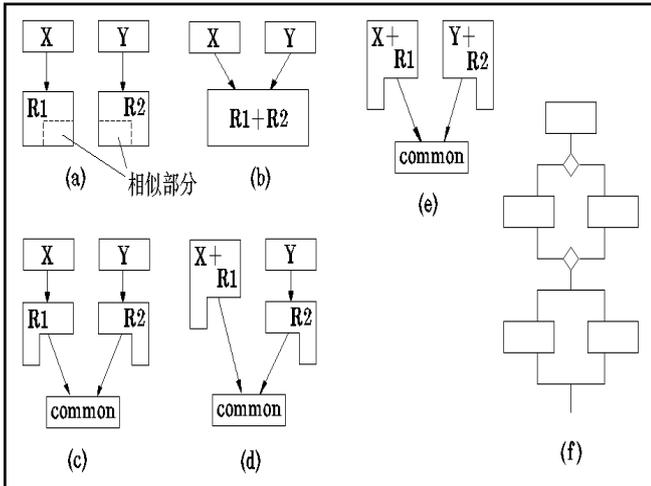 X
Y
R1
R2
(a)
相似部分
X
Y
R1+R2
(b)
X+
R1
Y+
R2
common
(e)
X
Y
R1
R2
common
(c)
X+
R1
Y
R2
common
(d)
(f)